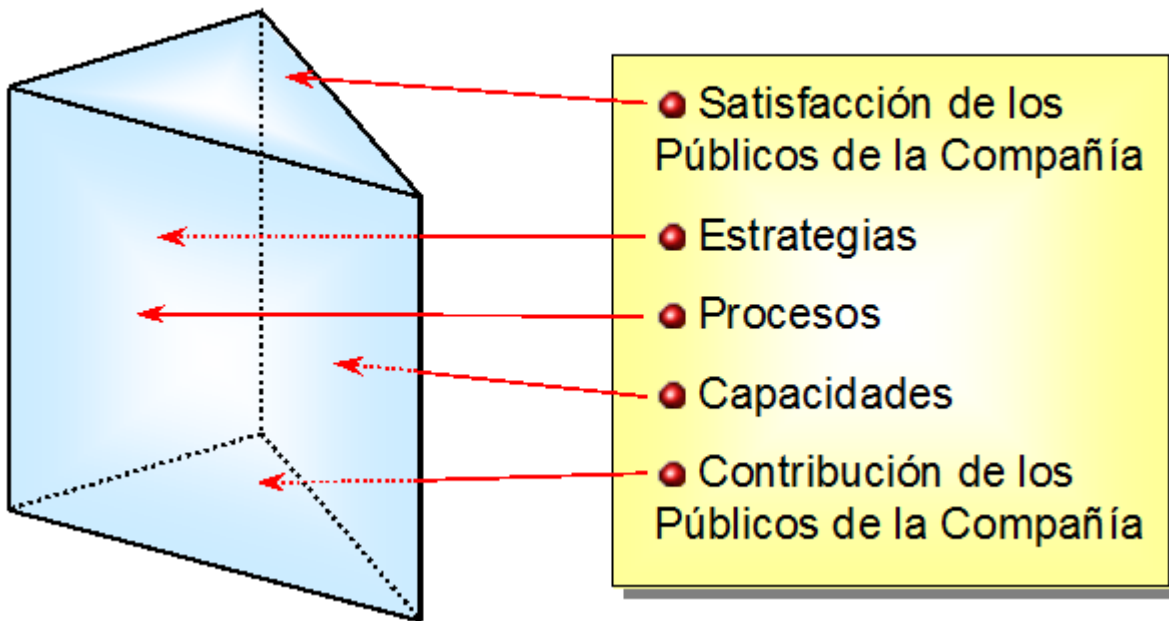 Satisfacción de los
Públicos de la Compañía
Estrategias
Procesos
Capacidades
Contribución de los
Públicos de la Compañía